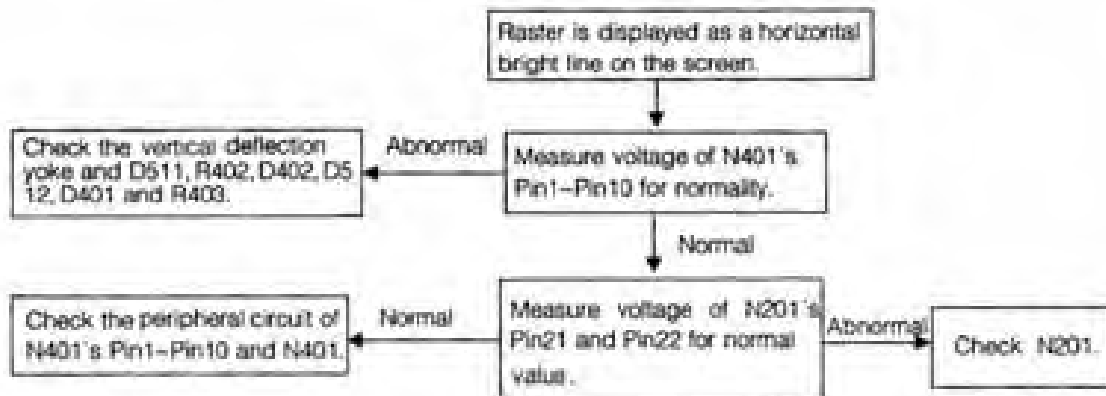 Raster is displayed as a horizontal
bright line on the screen.
Check the vertical deflection
yoke and D511, R402, D402, D5
12, D401 and R403.
Abnormal
Measure voltage of N401's
Pin1-Pin10 for normality.
Normal
Check the peripheral circuit of
N401's Pin1-Pin10 and N401.
Normal
Measure voltage of N201's
Pin21 and Pin22 for normal
value.
Abnormal
Check N201.